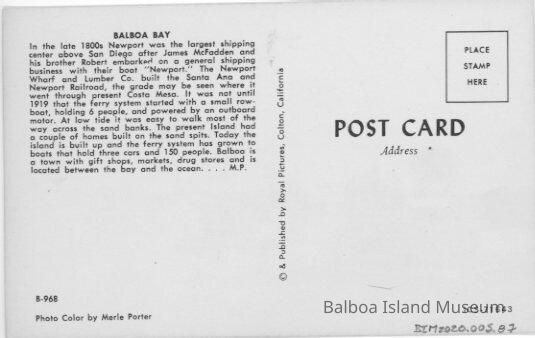 BALBOA BAY
In the late 1800s Newport was the largest shipping
center above San Diego after James McFadden and
his brother Robert embarked on a general shipping
business with their boat "Newport." The Newport
Wharf and Lumber Co. built the Santa Ana and
Newport Railroad, the grade may be seen where it
went through present Costa Mesa. It was not until
1919 that the ferry system started with a small row-
boat, holding 6 people, and powered by an outboard
motor. At low tide it was easy to walk most of the
way across the sand banks. The present Island had
a couple of homes built on the sand spits. Today the
island is built up and the ferry system has grown to
boats that hold three cars and 150 people. Balboa is
a town with gift shops, markets, drug stores and is
located between the bay and the ocean. . . . M.P.
B-968
Photo Color by Merle Porter
© & Published by Royal Pictures, Colton, California
PLACE
STAMP
HERE
POST CARD
Address
Balboa Island Museum
BIM2020.005.87